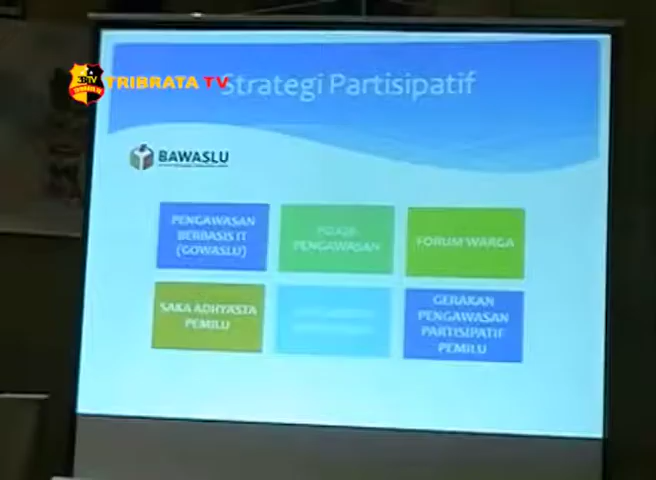 TRIBRATA TV
Strategi Partisipatif
BAWASLU
PENGAWASAN
BERBASIS IT
(GOWASLU)
PENGAWASAN
FORUM WARGA
SAKA ADHYASTA
PEMILU
GERAKAN
PENGAWASAN
PARTISIPATIF
PEMILU